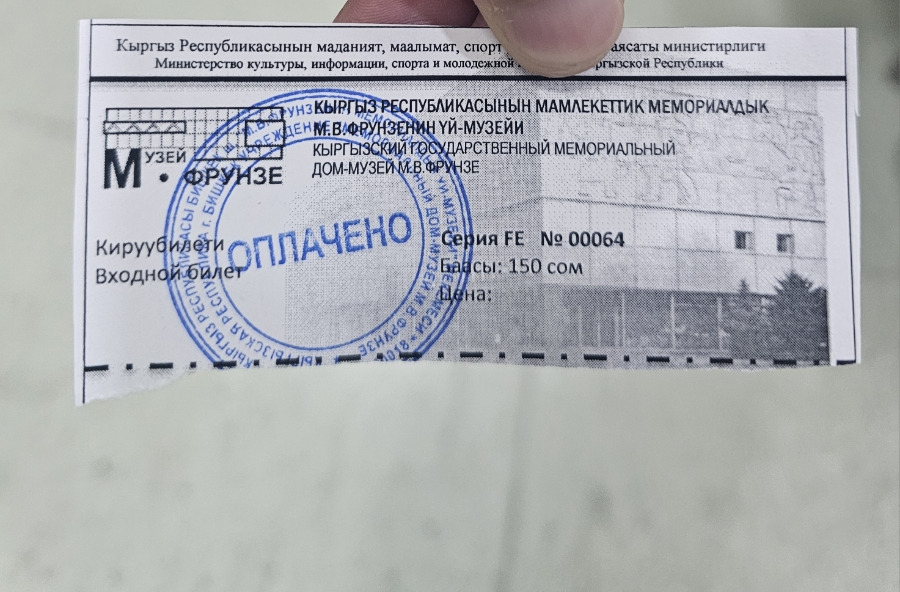 Кыргыз Республикасынын маданият, маалымат, спорт саясаты министирлиги
Министерство культуры, информации, спорта и молодежной Кыргызской Республики
КЫРГЫЗ РЕСПУБЛИКАСЫНЫН МАМЛЕКЕТТИК МЕМОРИАЛДЫК
М.В.ФРУНЗЕНИН ҮЙ-МУЗЕЙИ
КЫРГЫЗСКИЙ ГОСУДАРСТВЕННЫЙ МЕМОРИАЛЬНЫЙ
ДОМ-МУЗЕЙ М.В.ФРУНЗЕ
МУЗЕЙ
• ФРУНЗЕ
ОПЛАЧЕНО
Кируубилети
Входной билет
Серия FE № 00064
Баасы: 150 сом
Цена: